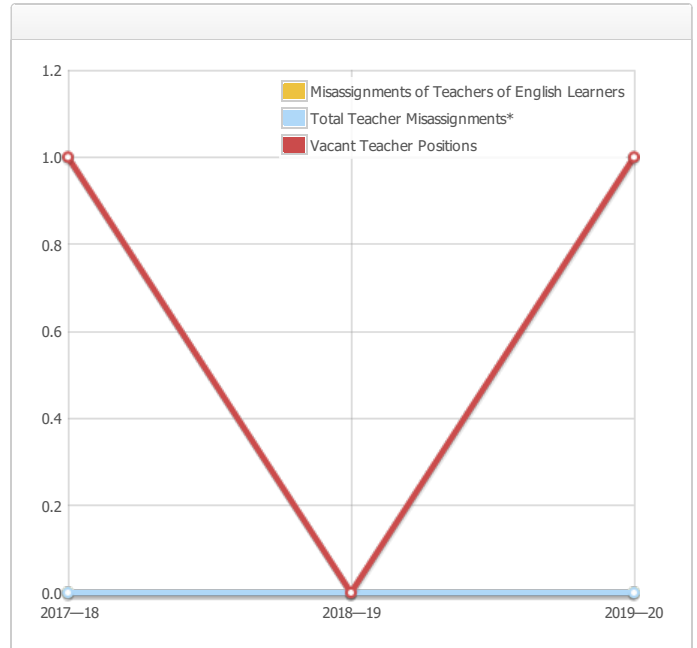 1.2
Misassignments of Teachers of English Learners
Total Teacher Misassignments*
Vacant Teacher Positions
1.0
0.8
0.6
0.4
0.2
0.0
2017—18 2018—19 2019—20